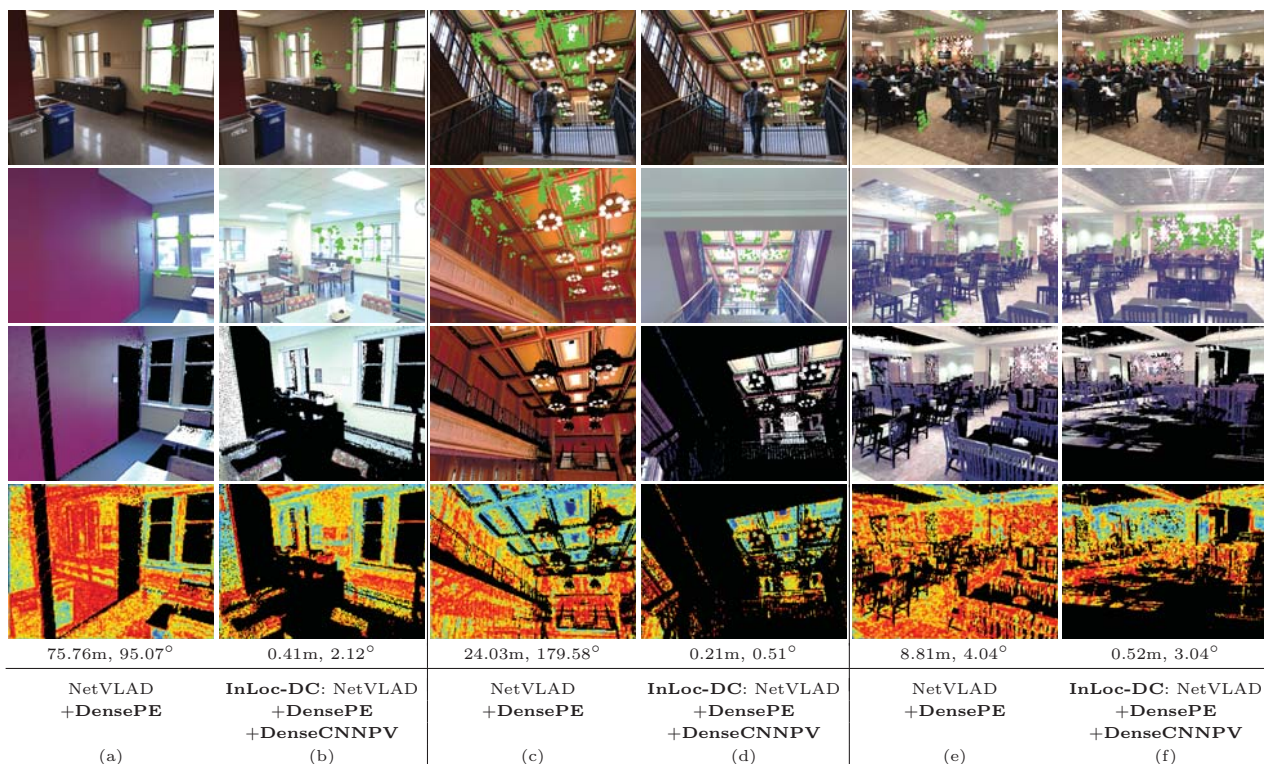 75.76m, 95.07° 0.41m, 2.12° 24.03m, 179.58° 0.21m, 0.51° 8.81m, 4.04° 0.52m, 3.04°
NetVLAD InLoc-DC: NetVLAD NetVLAD InLoc-DC: NetVLAD NetVLAD InLoc-DC: NetVLAD
+DensePE +DensePE +DensePE +DensePE +DensePE +DensePE
+DenseCNNPV +DenseCNNPV +DenseCNNPV
(a) (b) (c) (d) (e) (f)